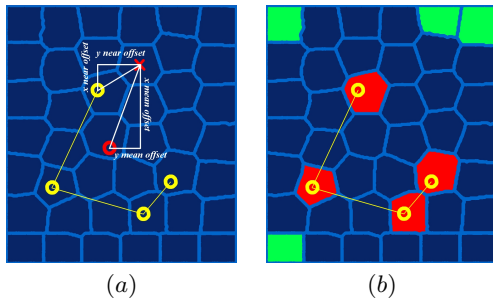 y near offset
x near offset
x mean offset
y mean offset
(a)
(b)